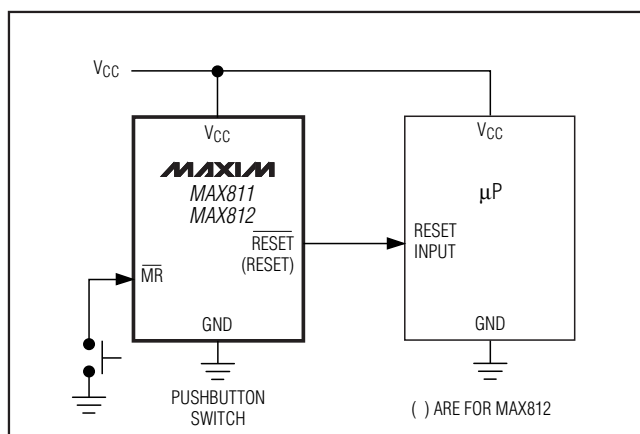 VCC
VCC
MAXIM
MAX811
MAX812
RESET
(RESET)
MR
GND
PUSHBUTTON
SWITCH
VCC
μP
RESET
INPUT
GND
( ) ARE FOR MAX812